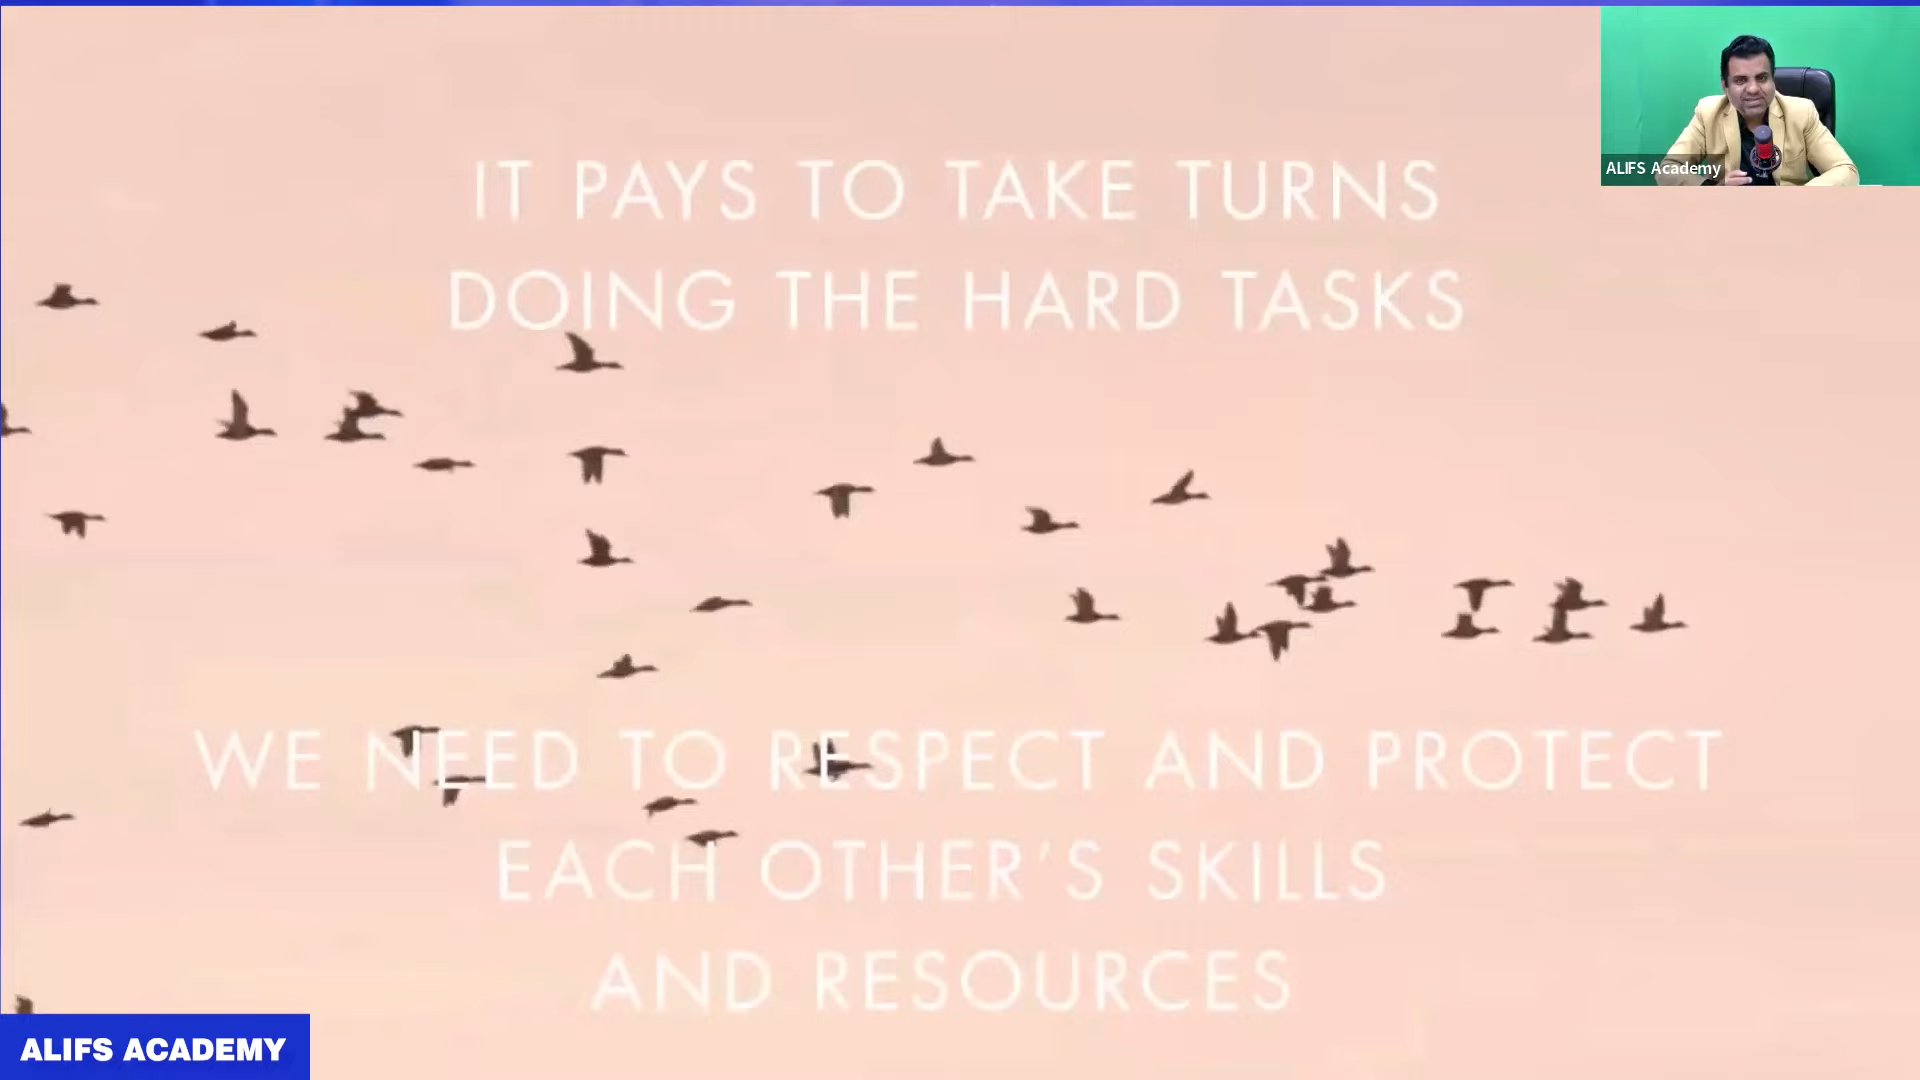 ALIFS Academy
IT PAYS TO TAKE TURNS
DOING THE HARD TASKS
WE NEED TO RESPECT AND PROTECT
EACH OTHER'S SKILLS
AND RESOURCES
ALIFS ACADEMY